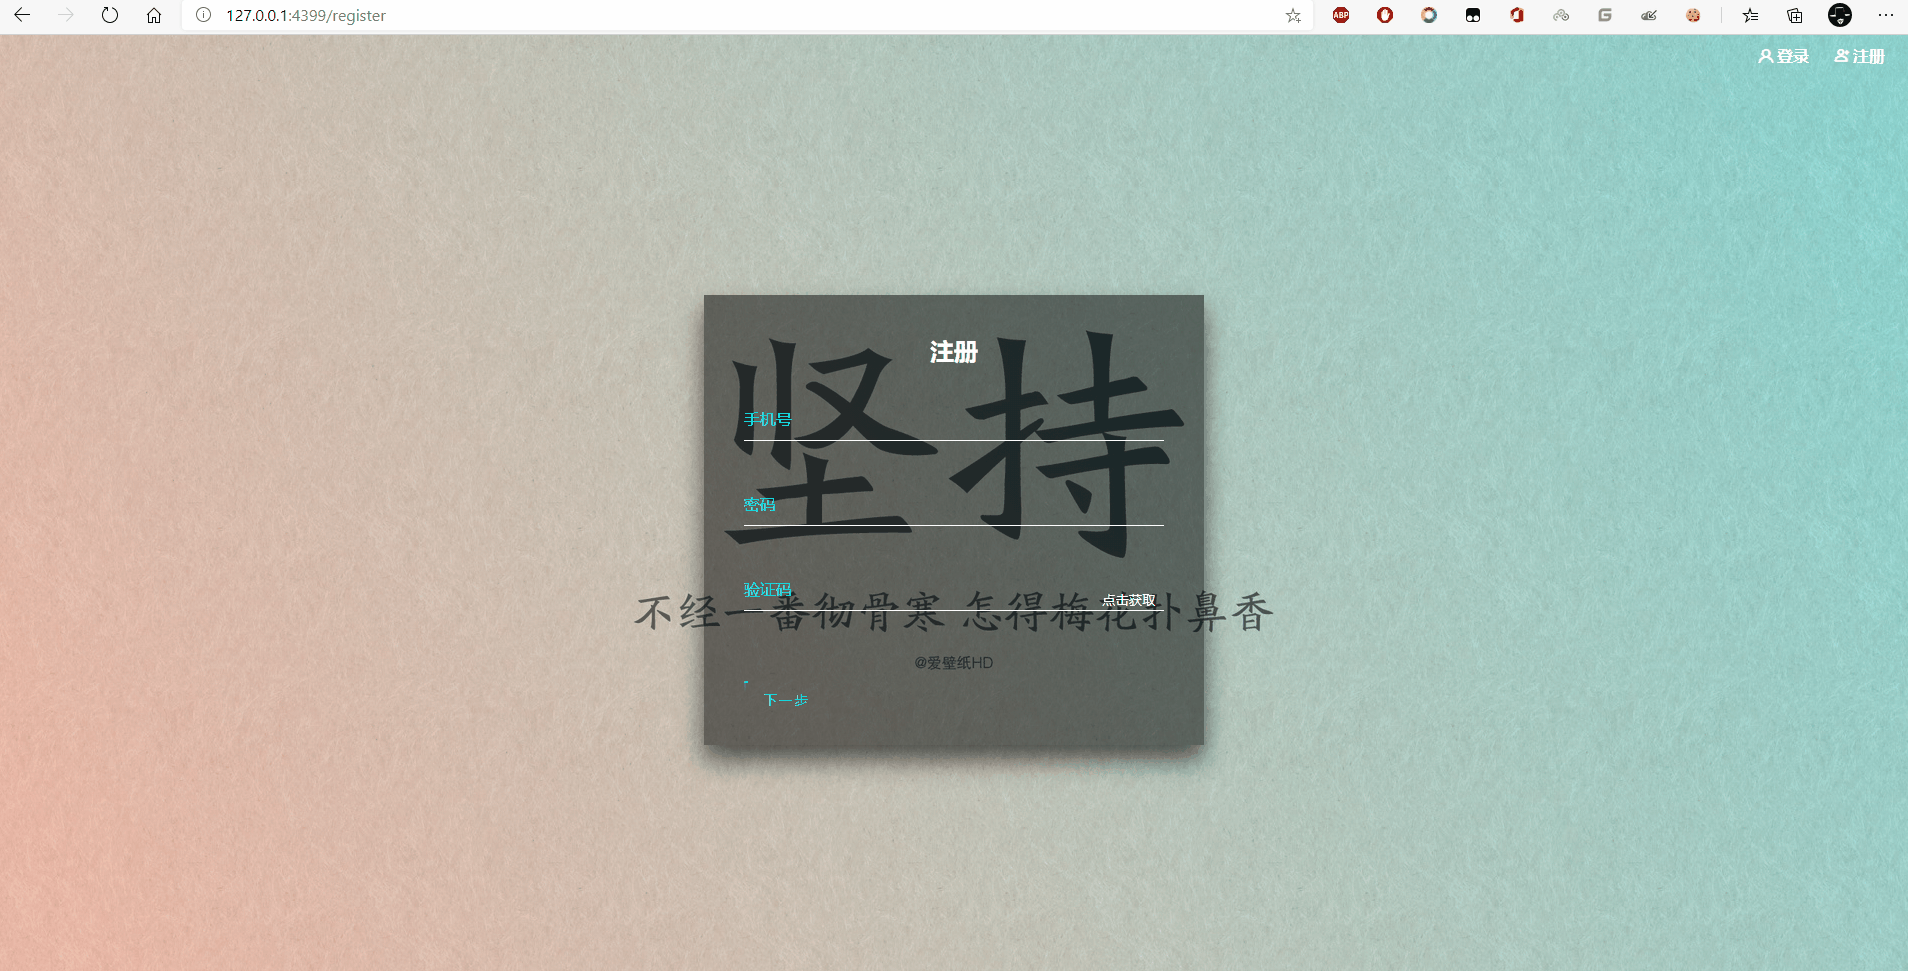 127.0.0.1:4399/register
ABP
登录 注册
坚持
注册
手机号
密码
验证码
点击获取
不经一番彻骨寒 怎得梅花扑鼻香
@爱壁纸HD
下一步